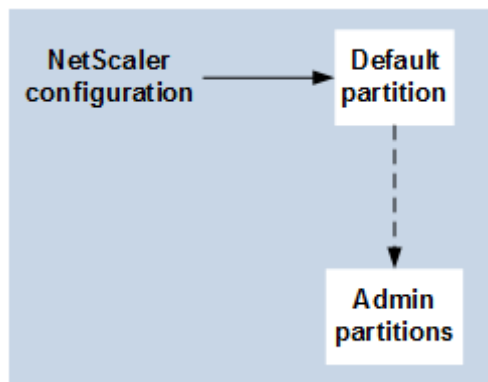 NetScaler
configuration
Default
partition
Admin
partitions